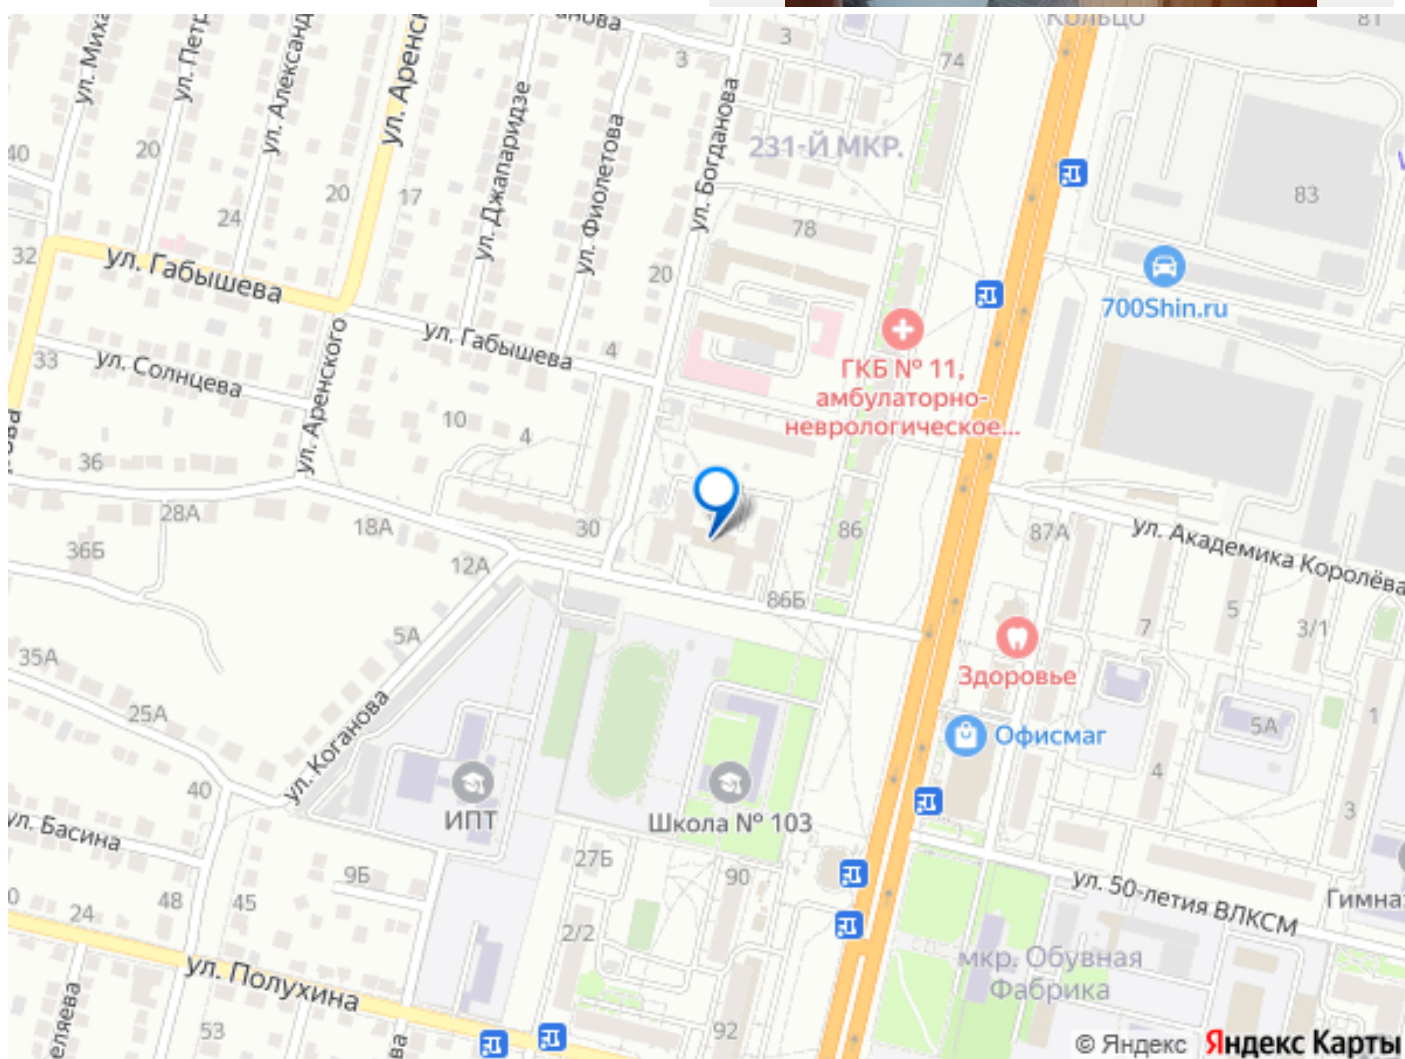 Кольцо
81
3
3
74
ул. Петр
ул. Александ
ул. Аренск
ул. Миха
ул. Джапаридзе
ул. Фиолетова
ул. Богданова
231-Й МКР.
40
20
20
17
24
83
78
32
ул. Габышева
20
700Shin.ru
ул. Габышева
4
33
ул. Солнцева
ул. Аренского
ГКБ № 11,
амбулаторно-
неврологическое...
10
4
36
28А
18А
30
86
87А
ул. Академика Королёва
36Б
12А
86Б
5
7
3/1
5А
35А
Здоровье
25А
ул. Коганова
Офисмаг
5А
1
40
4
ИПТ
Школа № 103
3
ул. Басина
27Б
9Б
90
ул. 50-летия ВЛКСМ
Гимна
48
45
24
2/2
мкр. Обувная
Фабрика
ул. Полухина
53
92
© Яндекс Яндекс Карты